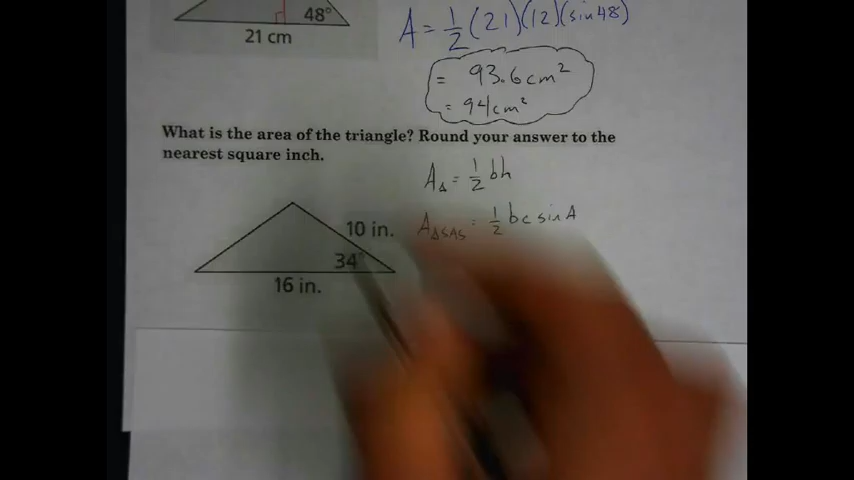 48°
21 cm
A = 1/2 (21)(12)(sin 48)
= 93.6 cm²
= 94 cm²
What is the area of the triangle? Round your answer to the
nearest square inch.
A△ = 1/2 bh
A△SAS = 1/2 bc sin A
10 in.
34°
16 in.